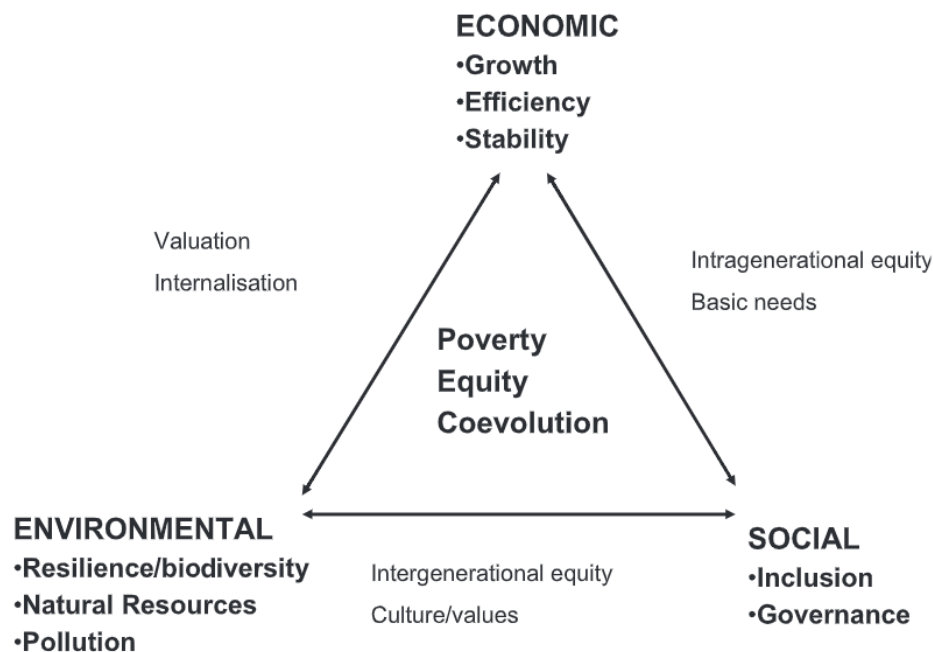 ECONOMIC
•Growth
•Efficiency
•Stability
Valuation
Internalisation
Intragenerational equity
Basic needs
Poverty
Equity
Coevolution
ENVIRONMENTAL
•Resilience/biodiversity
•Natural Resources
•Pollution
Intergenerational equity
Culture/values
SOCIAL
•Inclusion
•Governance